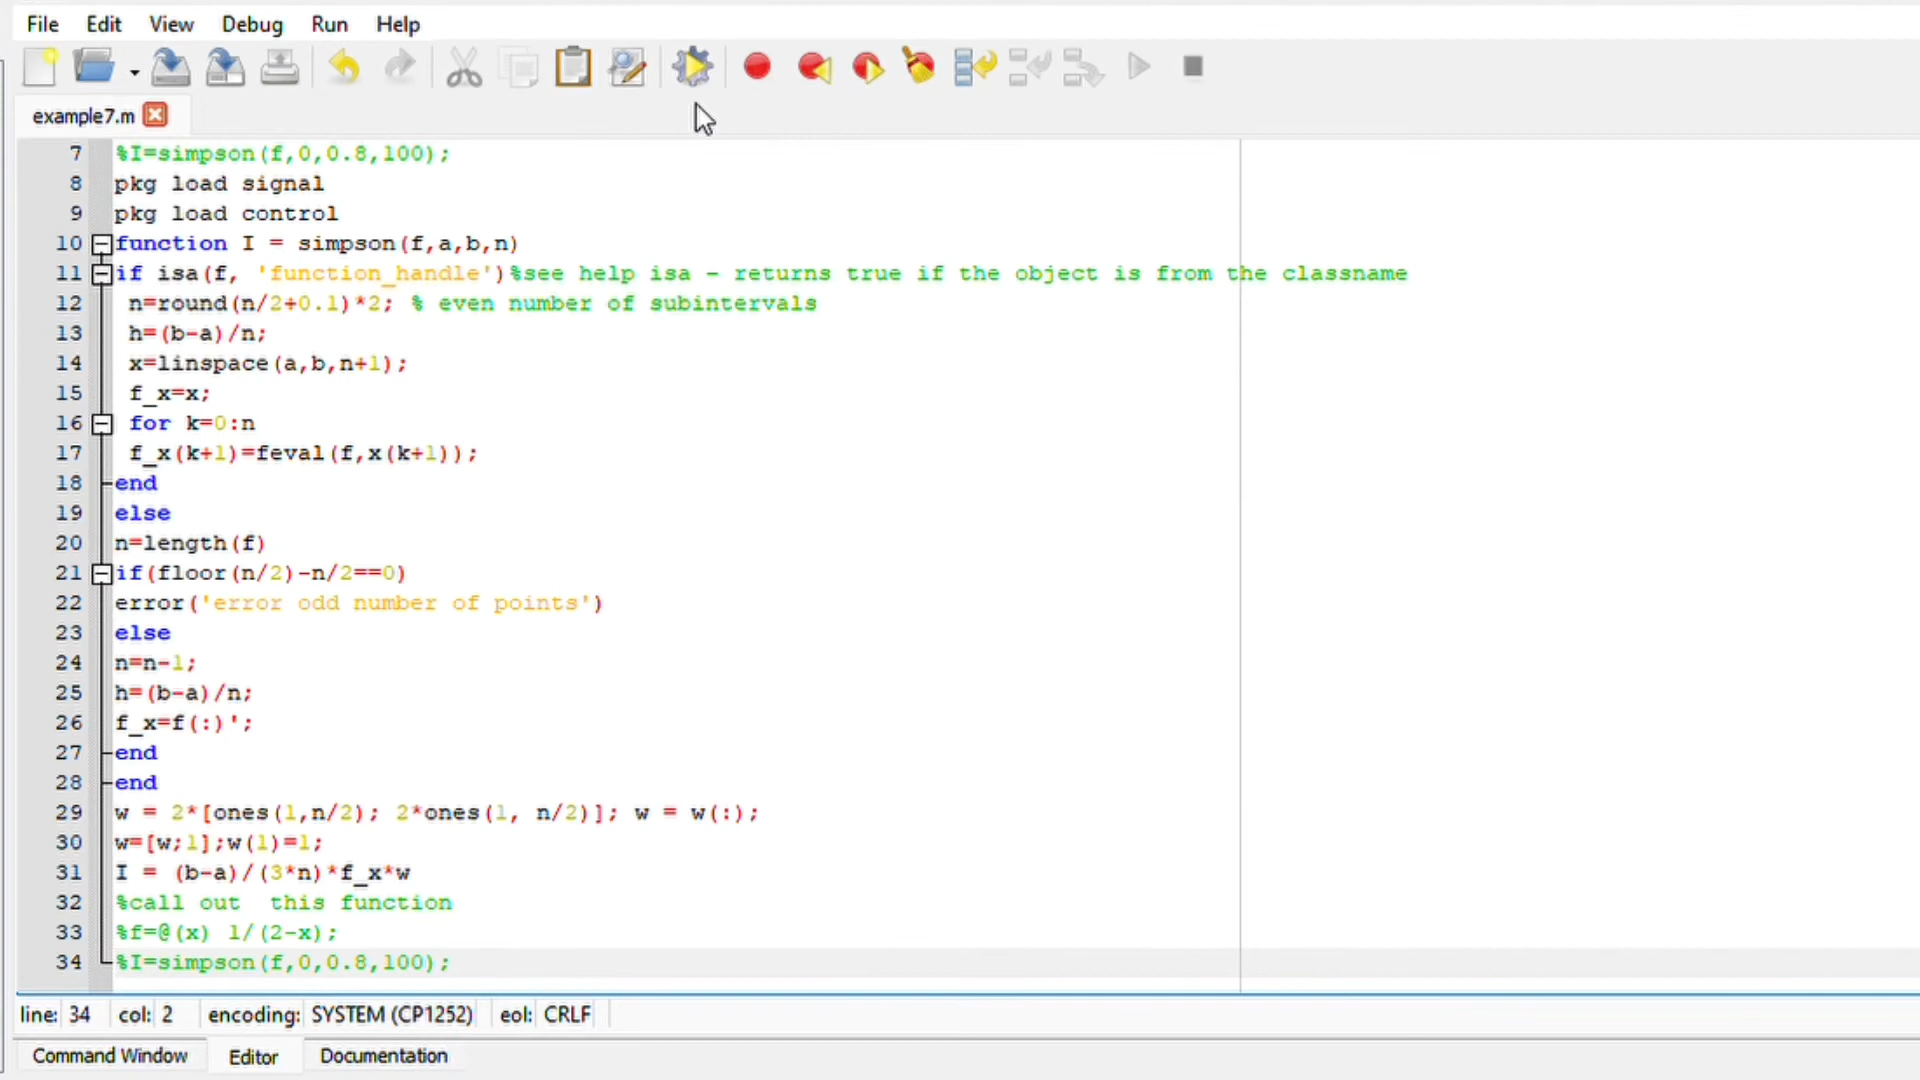 File Edit View Debug Run Help
example7.m
7 %I=simpson(f,0,0.8,100);
8 pkg load signal
9 pkg load control
10 function I = simpson(f,a,b,n)
11 if isa(f, 'function_handle')%see help isa - returns true if the object is from the classname
12 n=round(n/2+0.1)*2; % even number of subintervals
13 h=(b-a)/n;
14 x=linspace(a,b,n+1);
15 f_x=x;
16 for k=0:n
17 f_x(k+1)=feval(f,x(k+1));
18 end
19 else
20 n=length(f)
21 if(floor(n/2)-n/2==0)
22 error('error odd number of points')
23 else
24 n=n-1;
25 h=(b-a)/n;
26 f_x=f(:)';
27 end
28 end
29 w = 2*[ones(1,n/2); 2*ones(1, n/2)]; w = w(:);
30 w=[w;1];w(1)=1;
31 I = (b-a)/(3*n)*f_x*w
32 %call out  this function
33 %f=@(x) 1/(2-x);
34 %I=simpson(f,0,0.8,100);
line: 34 col: 2 encoding: SYSTEM (CP1252) eol: CRLF
Command Window Editor Documentation